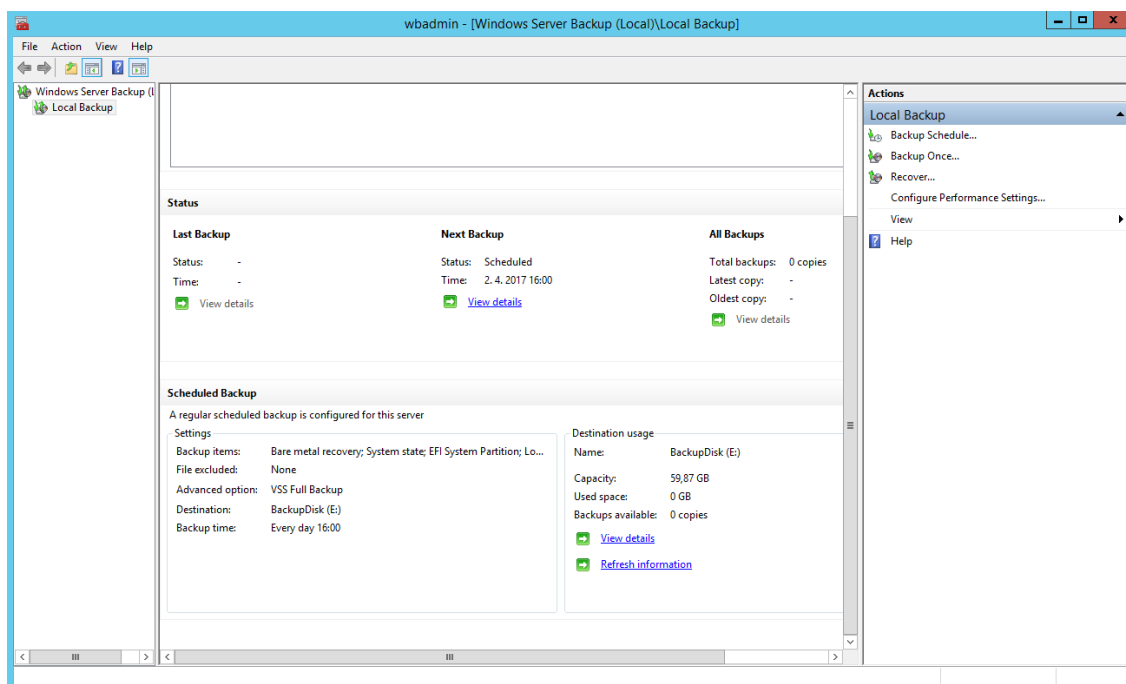 wbadmin - [Windows Server Backup (Local)\Local Backup]
File Action View Help
Windows Server Backup (l
Local Backup
Status
Last Backup
Status: -
Time: -
View details
Next Backup
Status: Scheduled
Time: 2. 4. 2017 16:00
View details
All Backups
Total backups: 0 copies
Latest copy: -
Oldest copy: -
View details
Scheduled Backup
A regular scheduled backup is configured for this server
Settings
Backup items: Bare metal recovery; System state; EFI System Partition; Lo...
File excluded: None
Advanced option: VSS Full Backup
Destination: BackupDisk (E:)
Backup time: Every day 16:00
Destination usage
Name: BackupDisk (E:)
Capacity: 59,87 GB
Used space: 0 GB
Backups available: 0 copies
View details
Refresh information
Actions
Local Backup
Backup Schedule...
Backup Once...
Recover...
Configure Performance Settings...
View
Help